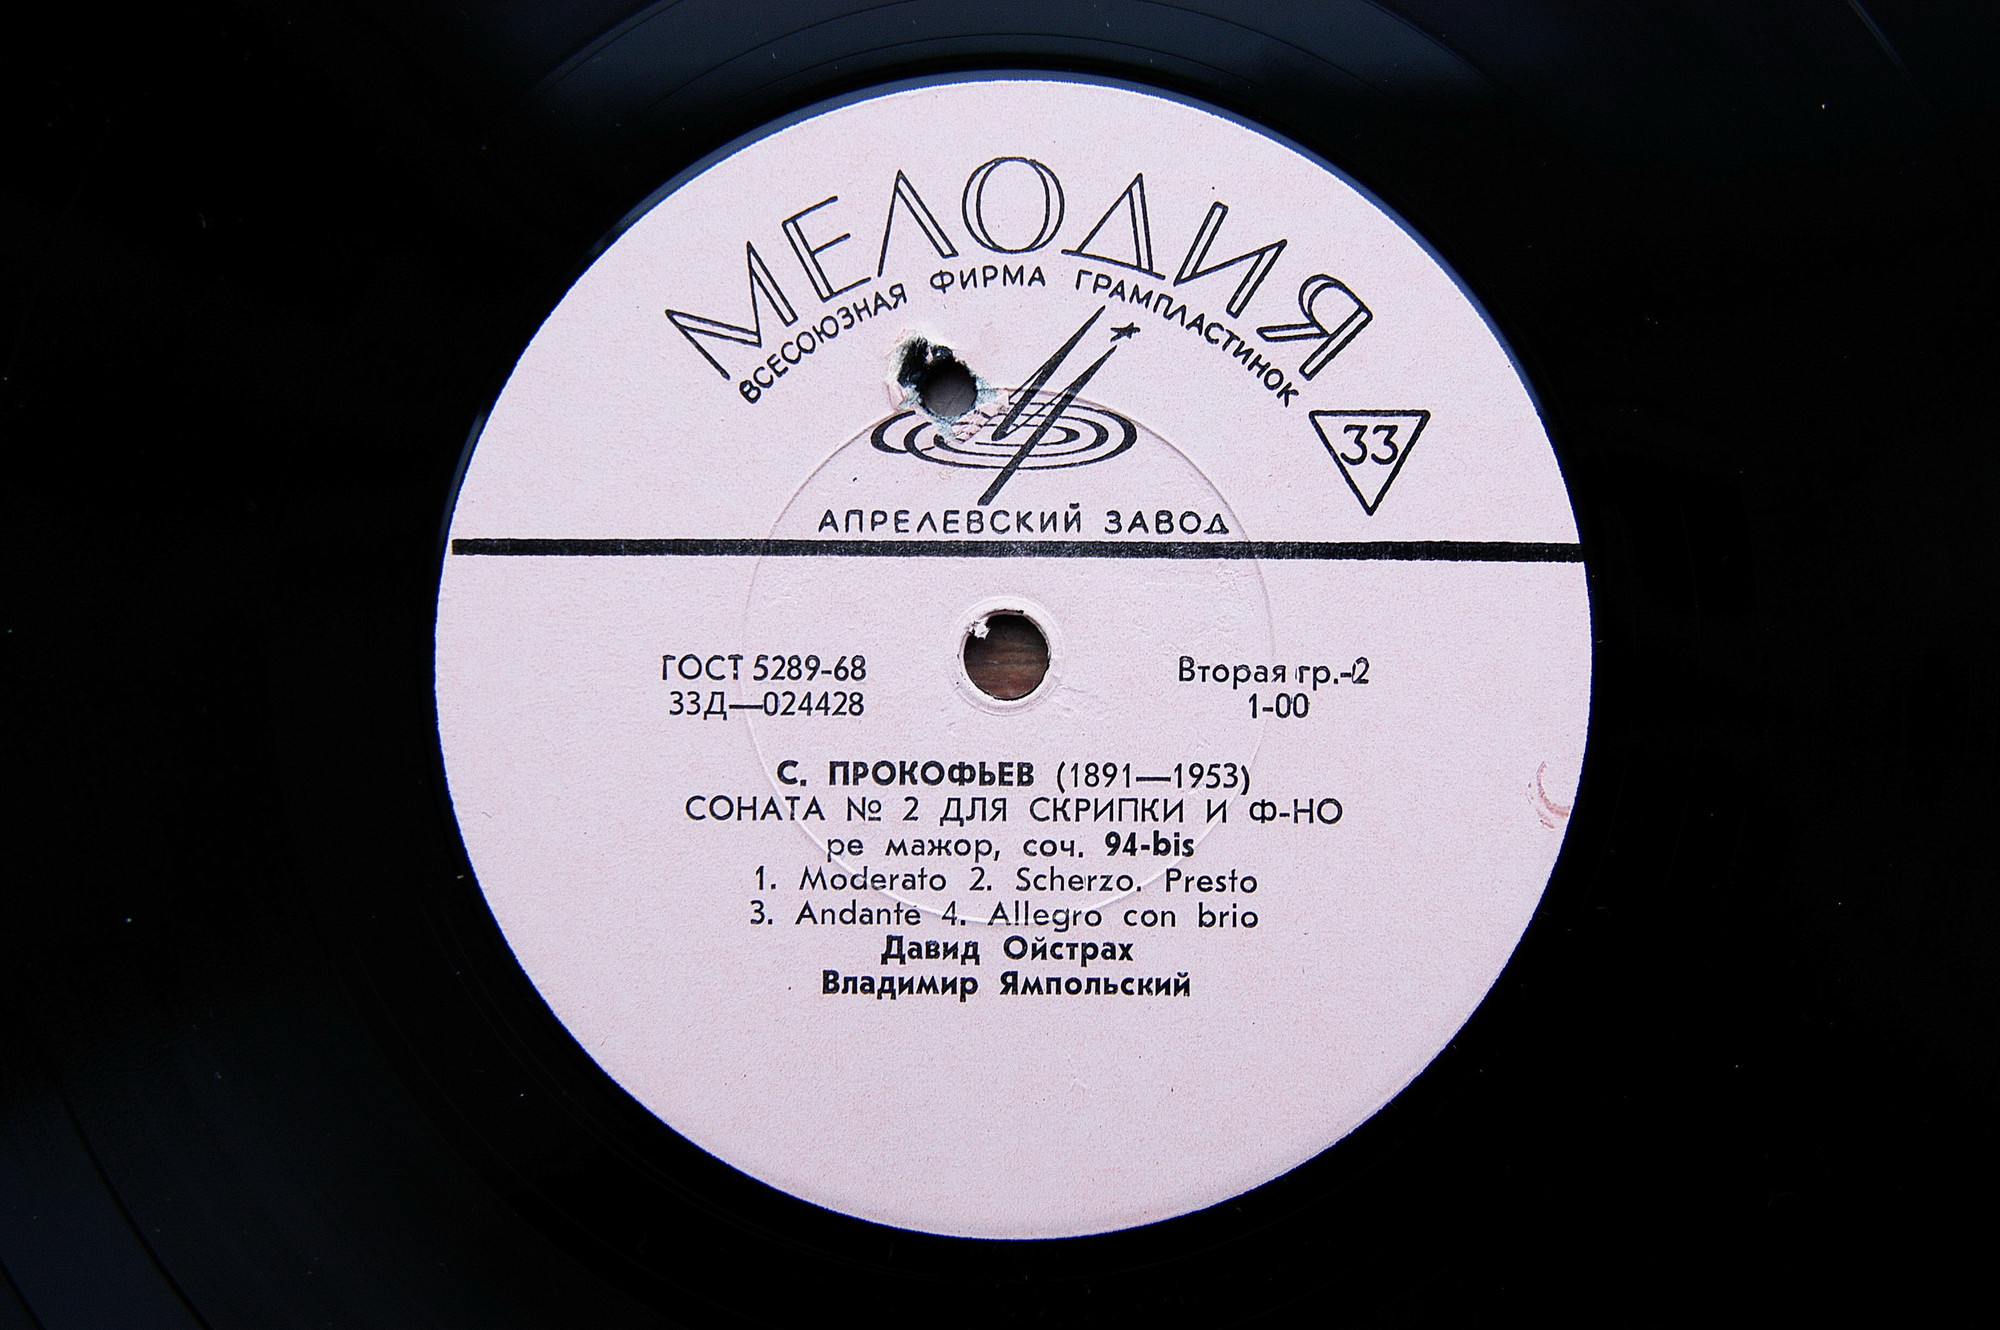 МЕЛОДИЯ
ВСЕСОЮЗНАЯ ФИРМА ГРАМПЛАСТИНОК
33
АПРЕЛЕВСКИЙ ЗАВОД
ГОСТ 5289-68
33Д—024428
Вторая гр.-2
1-00
С. ПРОКОФЬЕВ (1891—1953)
СОНАТА № 2 ДЛЯ СКРИПКИ И Ф-НО
ре мажор, соч. 94-bis
1. Moderato 2. Scherzo. Presto
3. Andante 4. Allegro con brio
Давид Ойстрах
Владимир Ямпольский